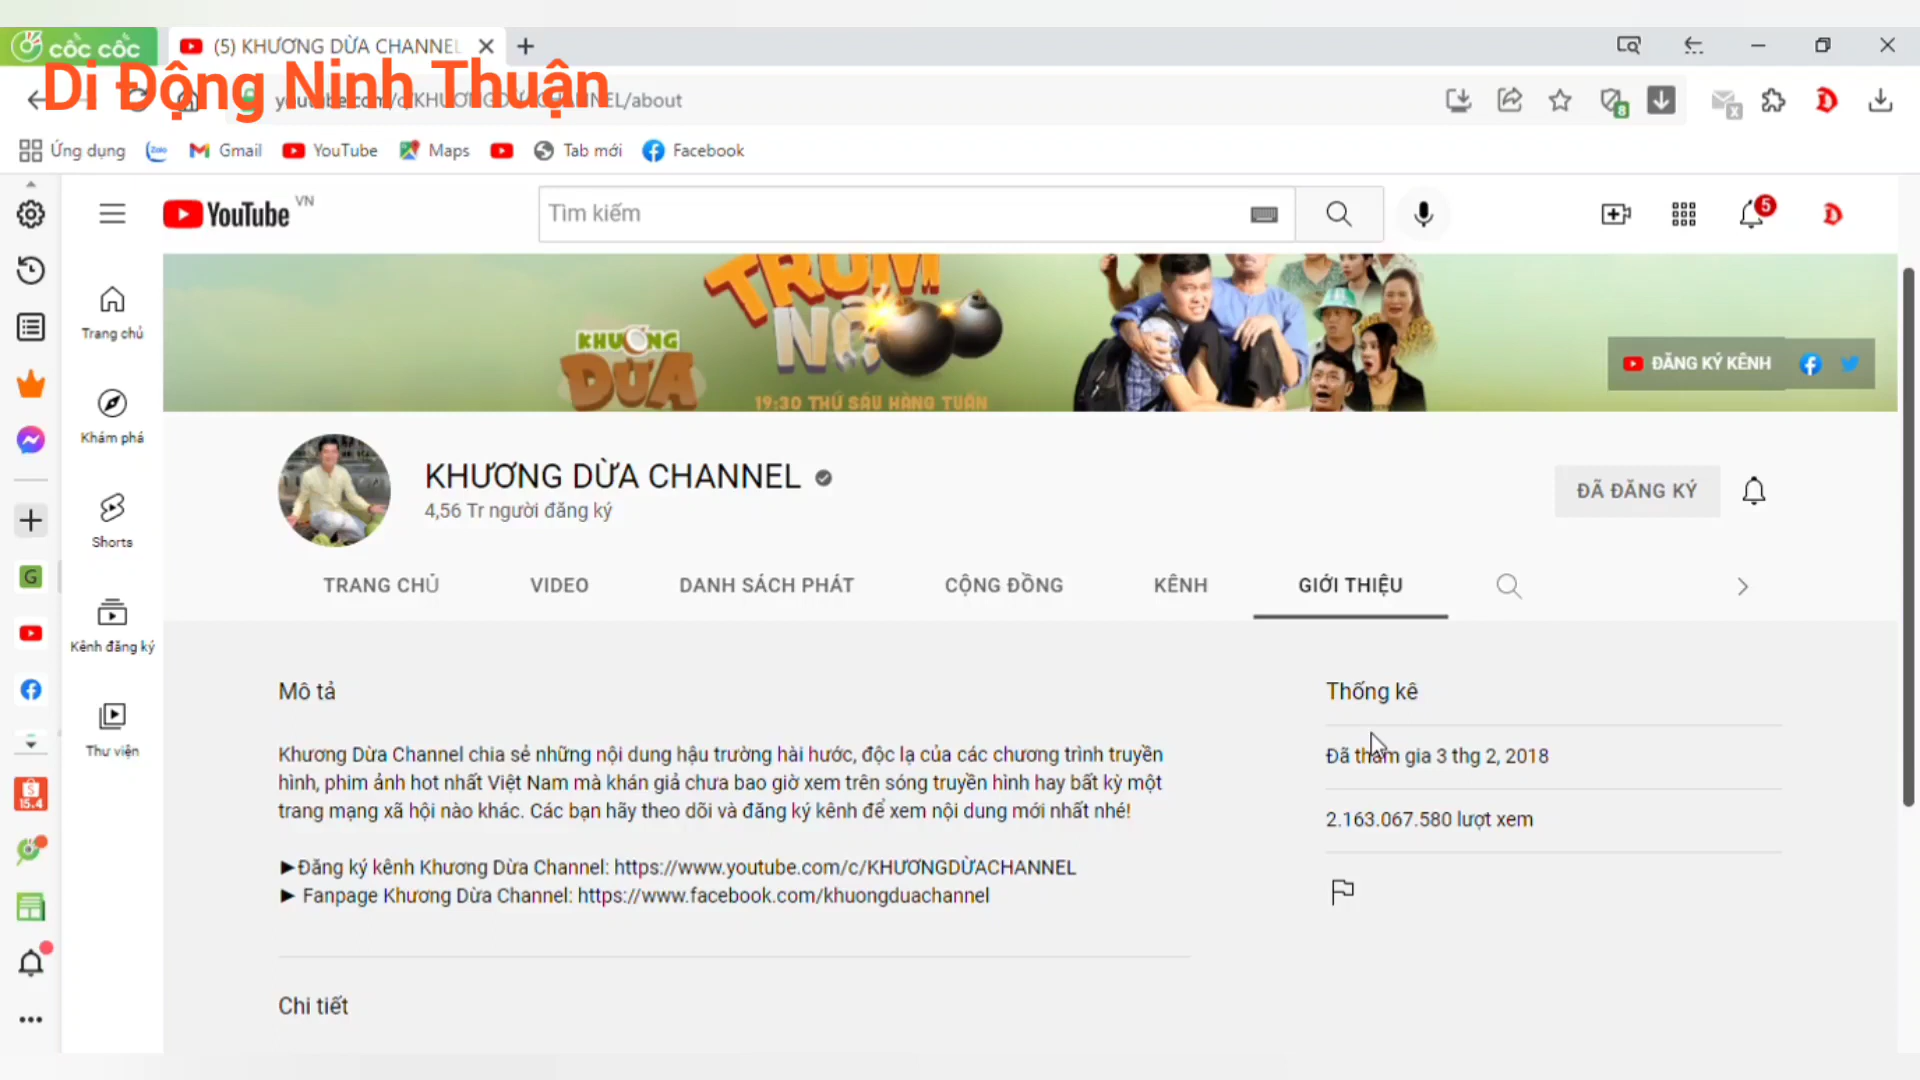 cốc cốc
(5) KHƯƠNG DỪA CHANNEL
Di Động Ninh Thuận
/about
8
x
Ứng dụng
Zalo
Gmail
YouTube
Maps
Tab mới
Facebook
YouTube
VN
Tìm kiếm
5
TRÙM
NỔ
KHƯƠNG
DỪA
19:30 THỨ SÁU HÀNG TUẦN
ĐĂNG KÝ KÊNH
Trang chủ
Khám phá
Shorts
Kênh đăng ký
Thư viện
KHƯƠNG DỪA CHANNEL
4,56 Tr người đăng ký
ĐÃ ĐĂNG KÝ
TRANG CHỦ
VIDEO
DANH SÁCH PHÁT
CỘNG ĐỒNG
KÊNH
GIỚI THIỆU
Mô tả
Khương Dừa Channel chia sẻ những nội dung hậu trường hài hước, độc lạ của các chương trình truyền
hình, phim ảnh hot nhất Việt Nam mà khán giả chưa bao giờ xem trên sóng truyền hình hay bất kỳ một
trang mạng xã hội nào khác. Các bạn hãy theo dõi và đăng ký kênh để xem nội dung mới nhất nhé!
►Đăng ký kênh Khương Dừa Channel: https://www.youtube.com/c/KHƯƠNGDỪACHANNEL
► Fanpage Khương Dừa Channel: https://www.facebook.com/khuongduachannel
Chi tiết
Thống kê
Đã tham gia 3 thg 2, 2018
2.163.067.580 lượt xem
G
15.4